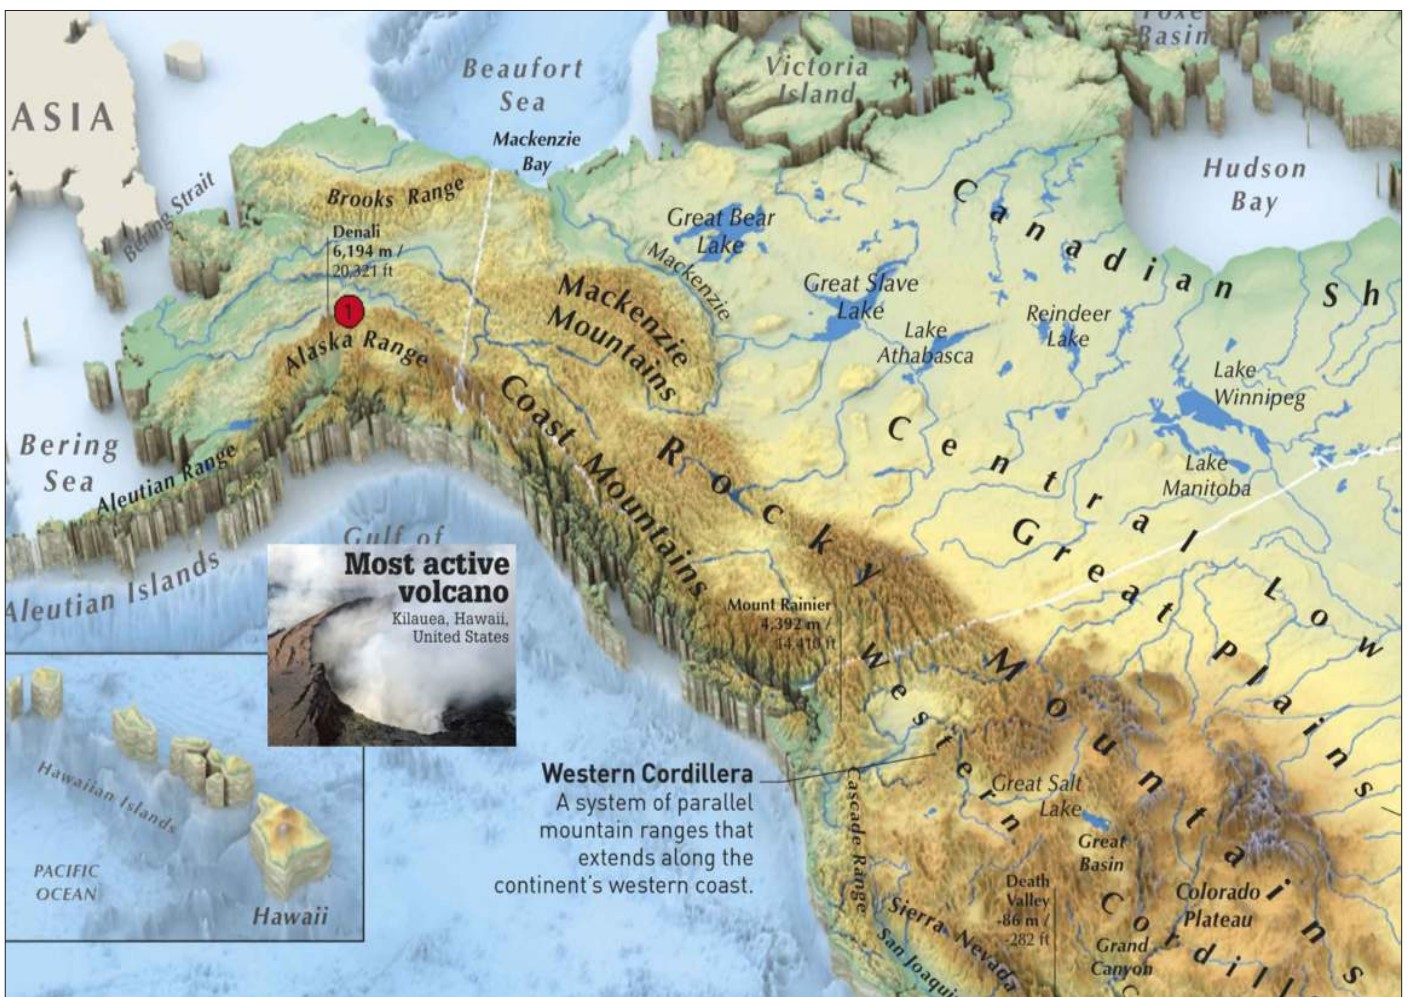 ASIA
Bering Strait
Beaufort
Sea
Mackenzie
Bay
Victoria
Island
Foxe
Basin
Hudson
Bay
Brooks Range
Denali
6,194 m /
20,321 ft
1
Alaska Range
Mackenzie
Mountains
Mackenzie
Great Bear
Lake
Great Slave
Lake
Lake
Athabasca
Reindeer
Lake
Canadian Sh
Lake
Winnipeg
Lake
Manitoba
Bering
Sea
Aleutian Range
Aleutian Islands
Gulf of
Coast Mountains
Rocky Mountains
Central Low
Great Plains
Most active
volcano
Kilauea, Hawaii,
United States
Mount Rainier
4,392 m /
14,410 ft
Western Cordill
Western Cordillera
A system of parallel
mountain ranges that
extends along the
continent's western coast.
Cascade Range
Great Salt
Lake
Great
Basin
Death
Valley
-86 m /
-282 ft
Colorado
Plateau
Grand
Canyon
C
Sierra Nevada
San Joaqui
Hawaiian Islands
PACIFIC
OCEAN
Hawaii